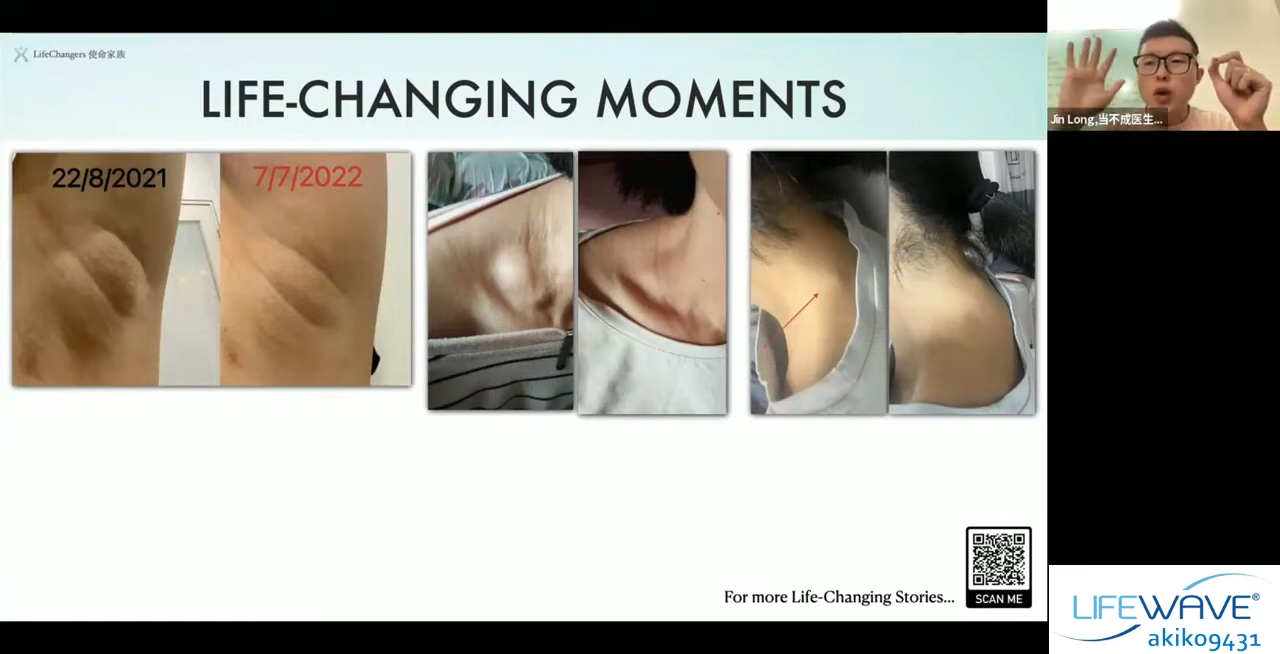 LifeChangers 使命家族
LIFE-CHANGING MOMENTS
22/8/2021
7/7/2022
Jin Long,当不成医生...
For more Life-Changing Stories...
SCAN ME
LIFEWAVE®
akiko9431